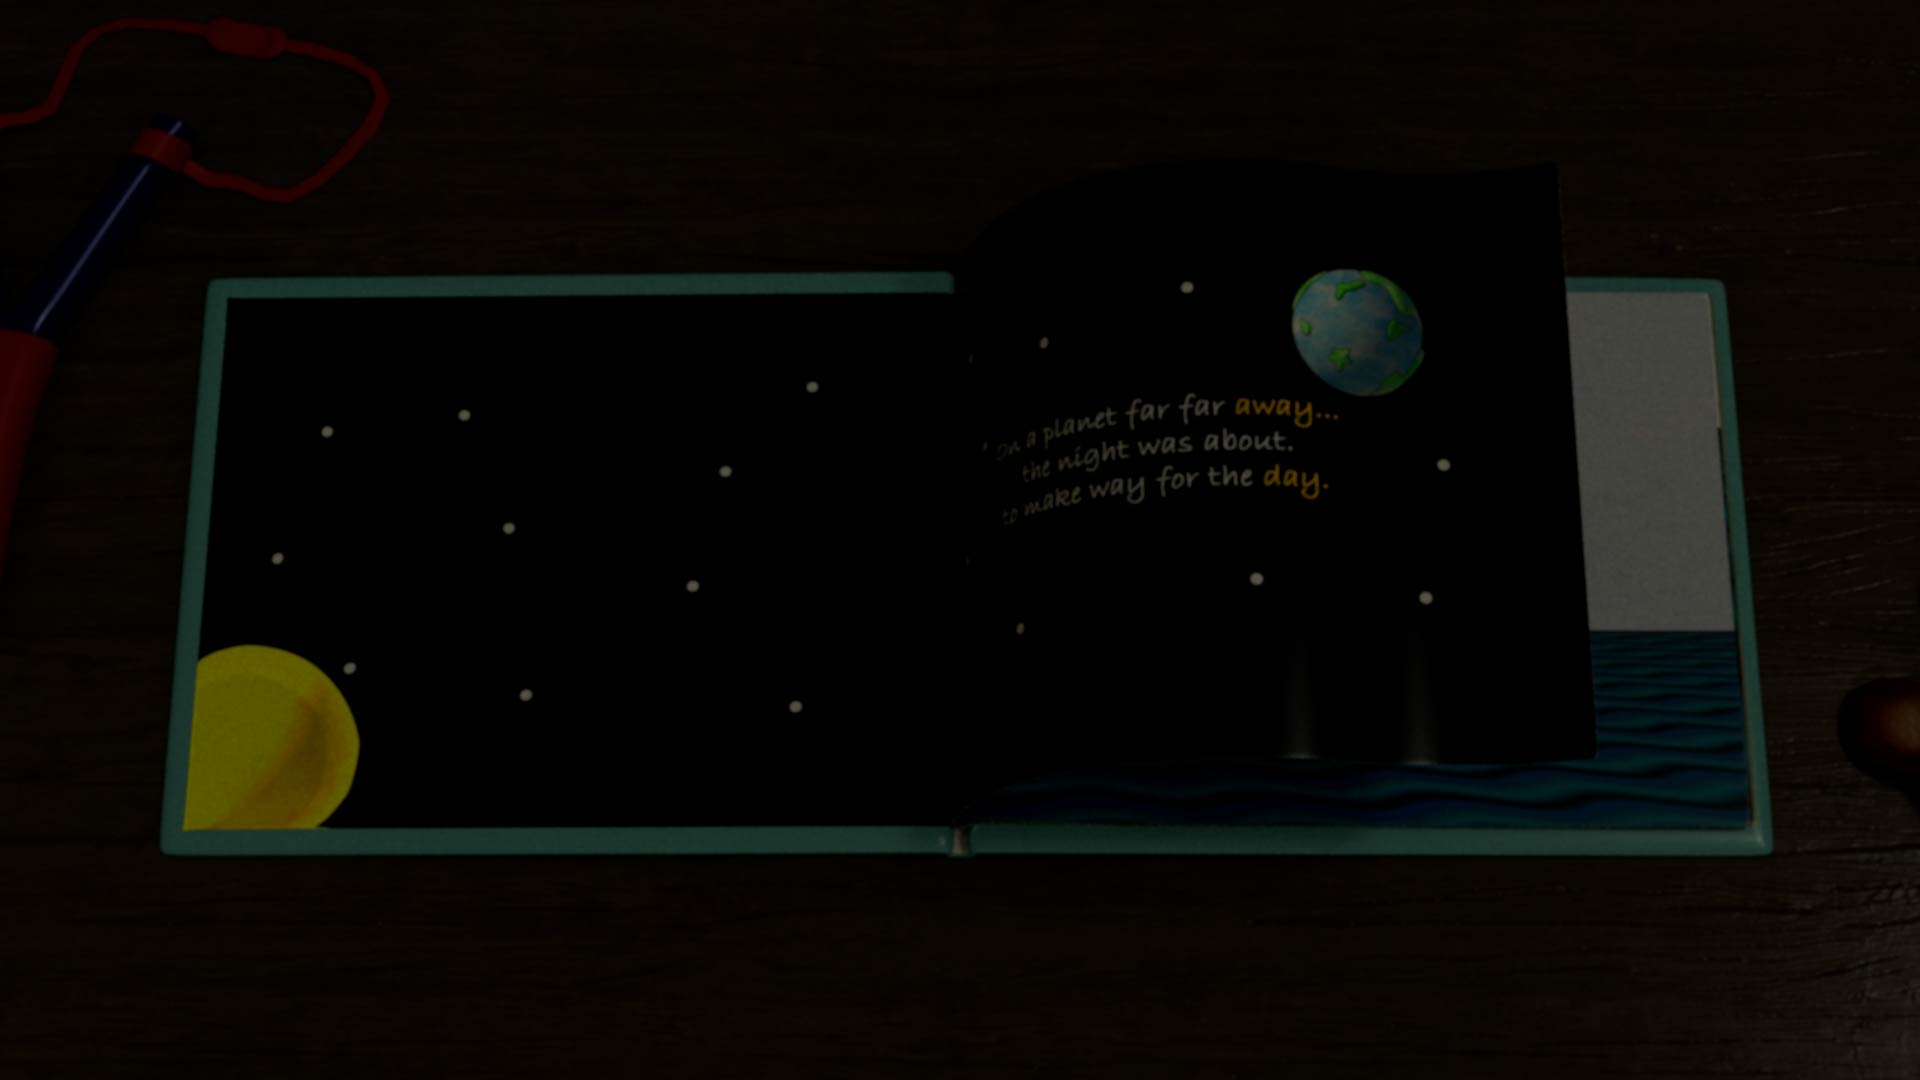 On a planet far far away...
the night was about.
to make way for the day.